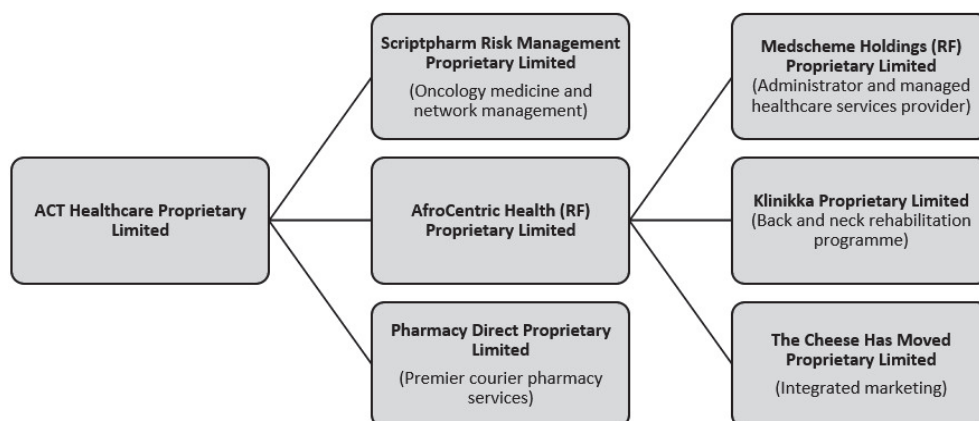 ACT Healthcare Proprietary
Limited
Scriptpharm Risk Management
Proprietary Limited
(Oncology medicine and
network management)
AfroCentric Health (RF)
Proprietary Limited
Pharmacy Direct Proprietary
Limited
(Premier courier pharmacy
services)
Medscheme Holdings (RF)
Proprietary Limited
(Administrator and managed
healthcare services provider)
Klinikka Proprietary Limited
(Back and neck rehabilitation
programme)
The Cheese Has Moved
Proprietary Limited
(Integrated marketing)